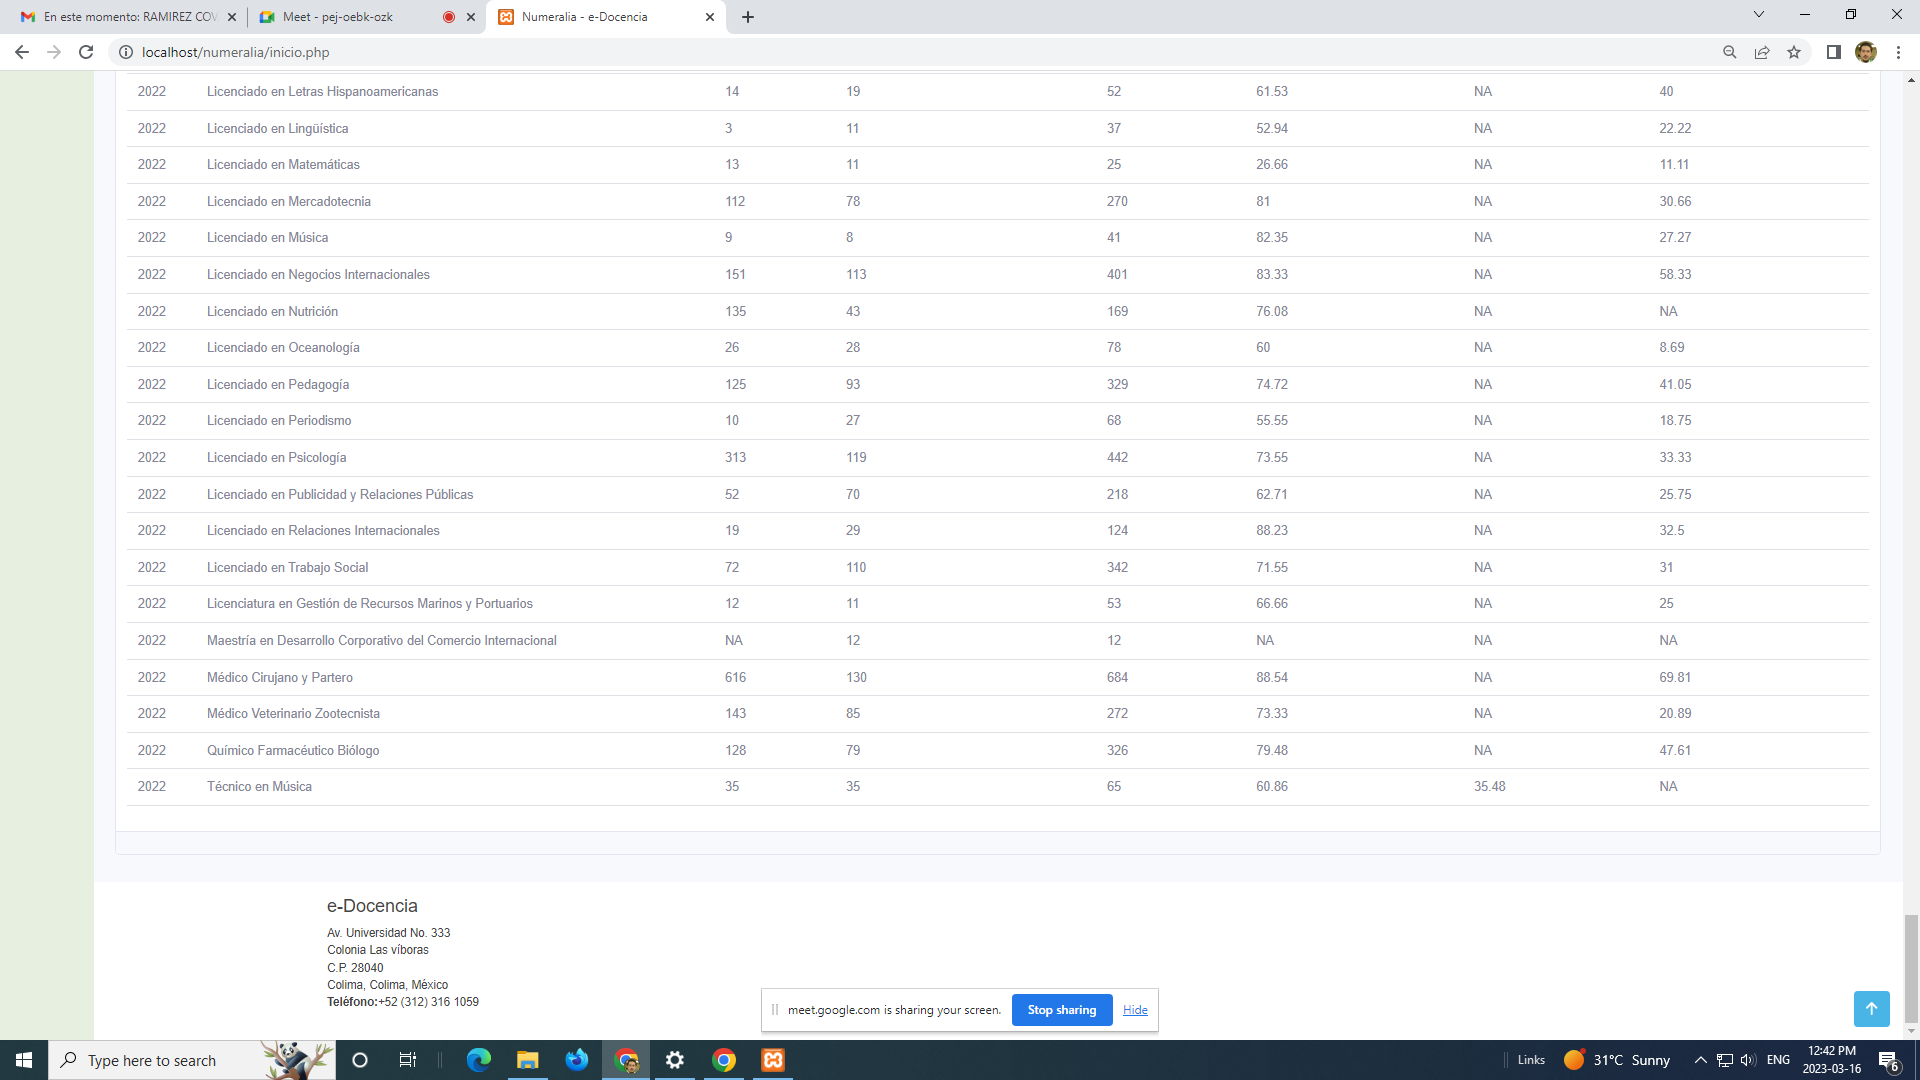 En este momento: RAMIREZ COV
Meet - pej-oebk-ozk
Numeralia - e-Docencia
localhost/numeralia/inicio.php
2022 Licenciado en Letras Hispanoamericanas 14 19 52 61.53 NA 40
2022 Licenciado en Lingüística 3 11 37 52.94 NA 22.22
2022 Licenciado en Matemáticas 13 11 25 26.66 NA 11.11
2022 Licenciado en Mercadotecnia 112 78 270 81 NA 30.66
2022 Licenciado en Música 9 8 41 82.35 NA 27.27
2022 Licenciado en Negocios Internacionales 151 113 401 83.33 NA 58.33
2022 Licenciado en Nutrición 135 43 169 76.08 NA NA
2022 Licenciado en Oceanología 26 28 78 60 NA 8.69
2022 Licenciado en Pedagogía 125 93 329 74.72 NA 41.05
2022 Licenciado en Periodismo 10 27 68 55.55 NA 18.75
2022 Licenciado en Psicología 313 119 442 73.55 NA 33.33
2022 Licenciado en Publicidad y Relaciones Públicas 52 70 218 62.71 NA 25.75
2022 Licenciado en Relaciones Internacionales 19 29 124 88.23 NA 32.5
2022 Licenciado en Trabajo Social 72 110 342 71.55 NA 31
2022 Licenciatura en Gestión de Recursos Marinos y Portuarios 12 11 53 66.66 NA 25
2022 Maestría en Desarrollo Corporativo del Comercio Internacional NA 12 12 NA NA NA
2022 Médico Cirujano y Partero 616 130 684 88.54 NA 69.81
2022 Médico Veterinario Zootecnista 143 85 272 73.33 NA 20.89
2022 Químico Farmacéutico Biólogo 128 79 326 79.48 NA 47.61
2022 Técnico en Música 35 35 65 60.86 35.48 NA
e-Docencia
Av. Universidad No. 333
Colonia Las víboras
C.P. 28040
Colima, Colima, México
Teléfono:+52 (312) 316 1059
meet.google.com is sharing your screen. Stop sharing Hide
Type here to search
Links
31°C Sunny
ENG
12:42 PM
2023-03-16
6